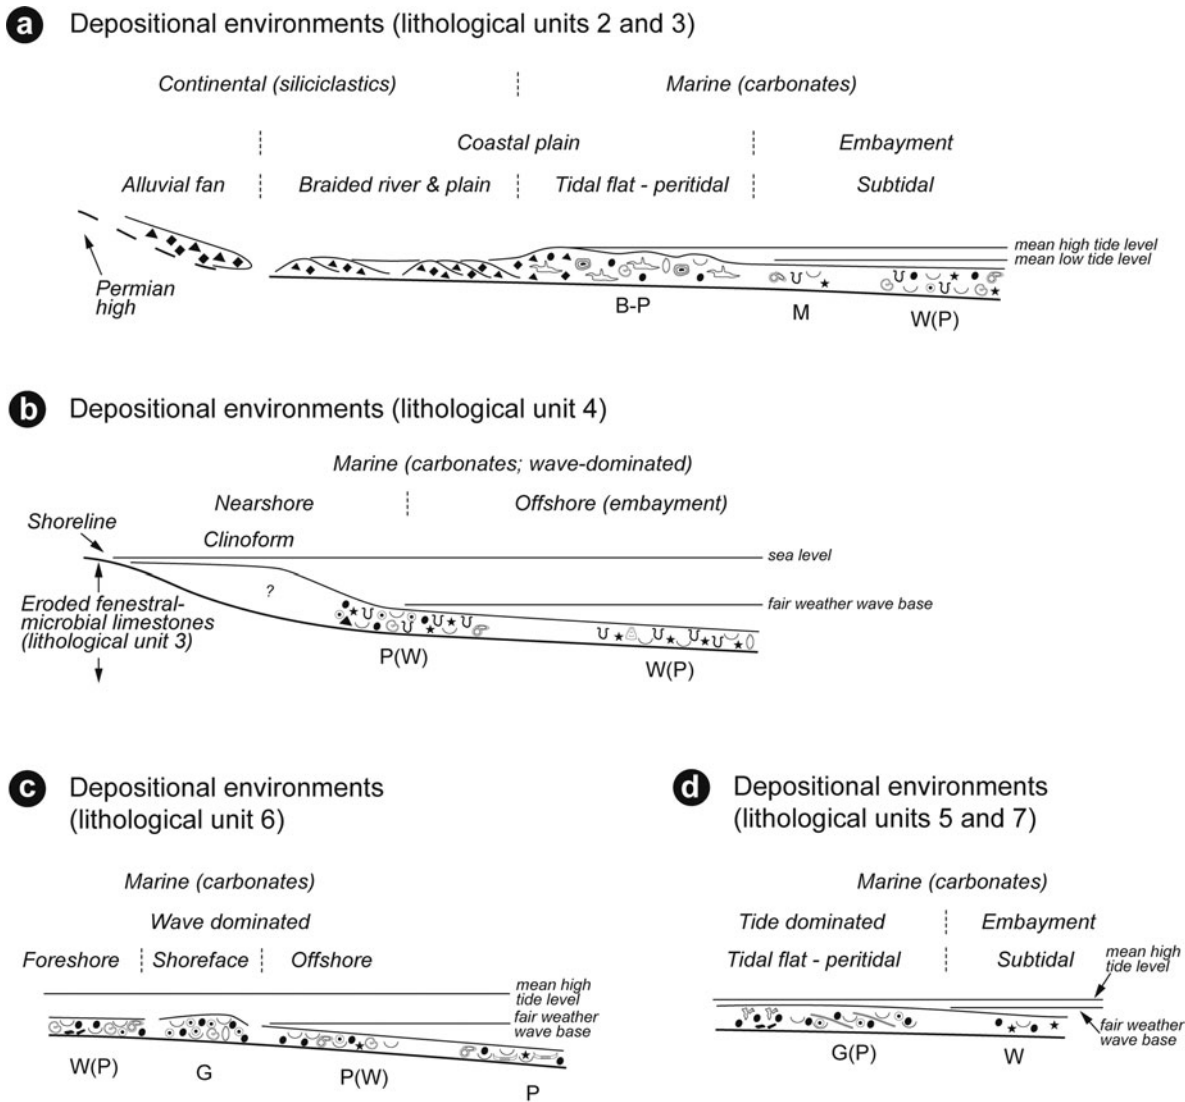 a Depositional environments (lithological units 2 and 3)
Continental (siliciclastics) Marine (carbonates)
Coastal plain Embayment
Alluvial fan Braided river & plain Tidal flat - peritidal Subtidal
mean high tide level
mean low tide level
Permian
high
B-P
M
W(P)
b Depositional environments (lithological unit 4)
Marine (carbonates; wave-dominated)
Nearshore Offshore (embayment)
Shoreline
Clinoform
sea level
?
Eroded fenestral-
microbial limestones
(lithological unit 3)
fair weather wave base
P(W)
W(P)
c Depositional environments
(lithological unit 6)
Marine (carbonates)
Wave dominated
Foreshore Shoreface Offshore
mean high
tide level
fair weather
wave base
W(P)
G
P(W)
P
d Depositional environments
(lithological units 5 and 7)
Marine (carbonates)
Tide dominated Embayment
Tidal flat - peritidal Subtidal
mean high
tide level
fair weather
wave base
G(P)
W